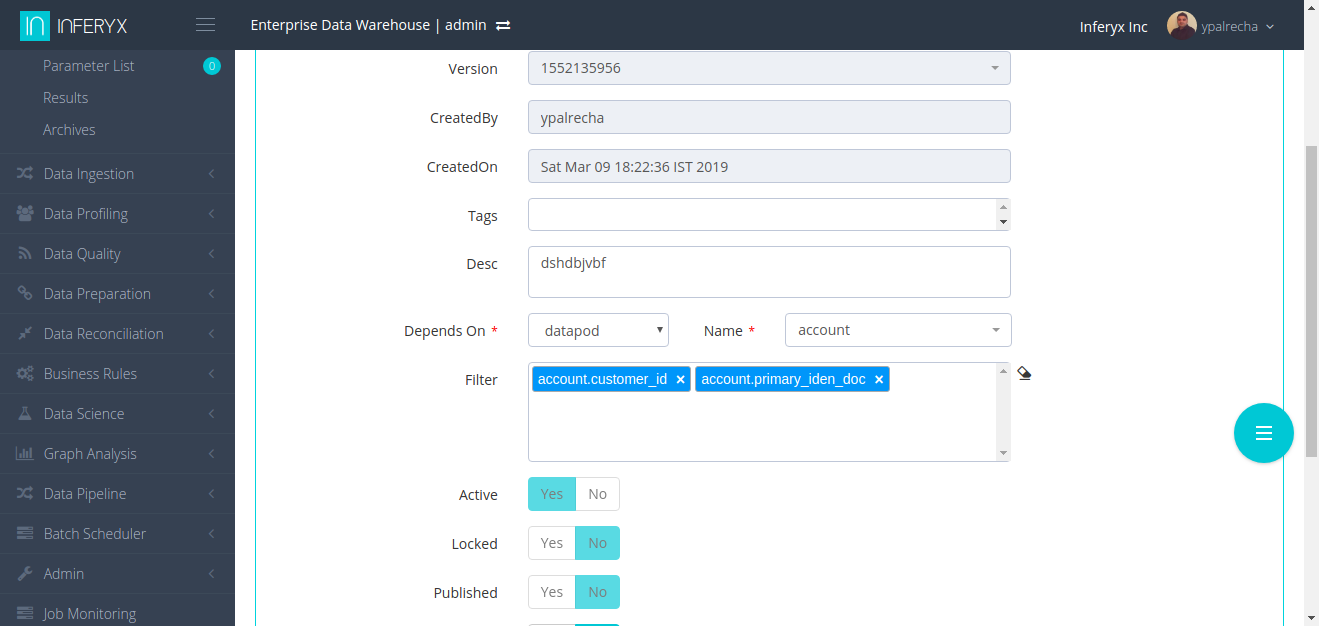 INFERYX
Enterprise Data Warehouse | admin
Inferyx Inc
ypalrecha
Parameter List 0
Results
Archives
Data Ingestion
Data Profiling
Data Quality
Data Preparation
Data Reconciliation
Business Rules
Data Science
Graph Analysis
Data Pipeline
Batch Scheduler
Admin
Job Monitoring
Version 1552135956
CreatedBy ypalrecha
CreatedOn Sat Mar 09 18:22:36 IST 2019
Tags
Desc dshdbjvbf
Depends On * datapod Name * account
Filter account.customer_id × account.primary_iden_doc ×
Active Yes No
Locked Yes No
Published Yes No